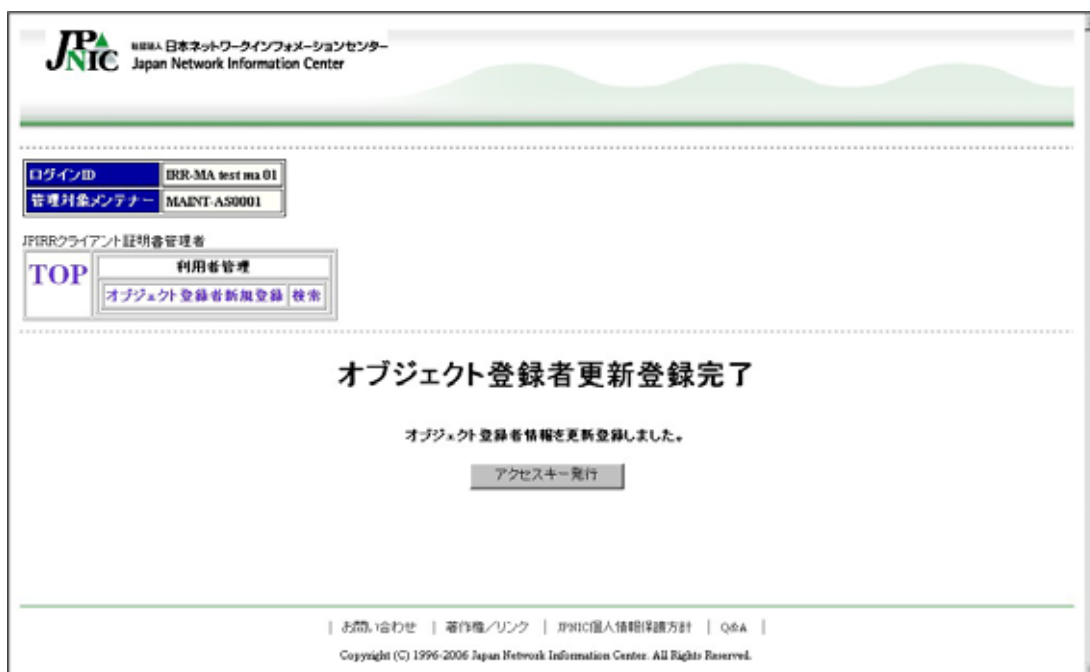 JPNIC
社団法人 日本ネットワークインフォメーションセンター
Japan Network Information Center
ログインID IRR-MA test ma 01
管理対象メンテナー MAINT-AS0001
JPIRRクライアント証明書管理者
TOP
利用者管理
オブジェクト登録者新規登録 検索
オブジェクト登録者更新登録完了
オブジェクト登録者情報を更新登録しました。
アクセスキー発行
| お問い合わせ | 著作権/リンク | JPNIC個人情報保護方針 | Q&A |
Copyright (C) 1996-2006 Japan Network Information Center. All Rights Reserved.